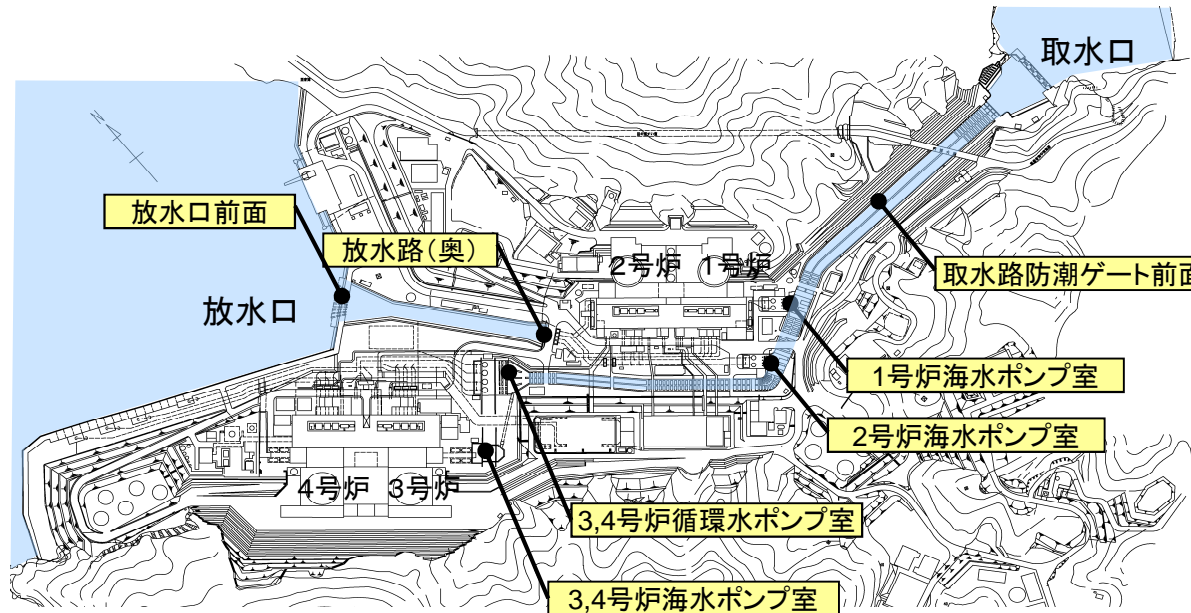 取水口
放水口前面
放水路（奥）
2号炉 1号炉
取水路防潮ゲート前面
放水口
1号炉海水ポンプ室
2号炉海水ポンプ室
4号炉 3号炉
3,4号炉循環水ポンプ室
3,4号炉海水ポンプ室